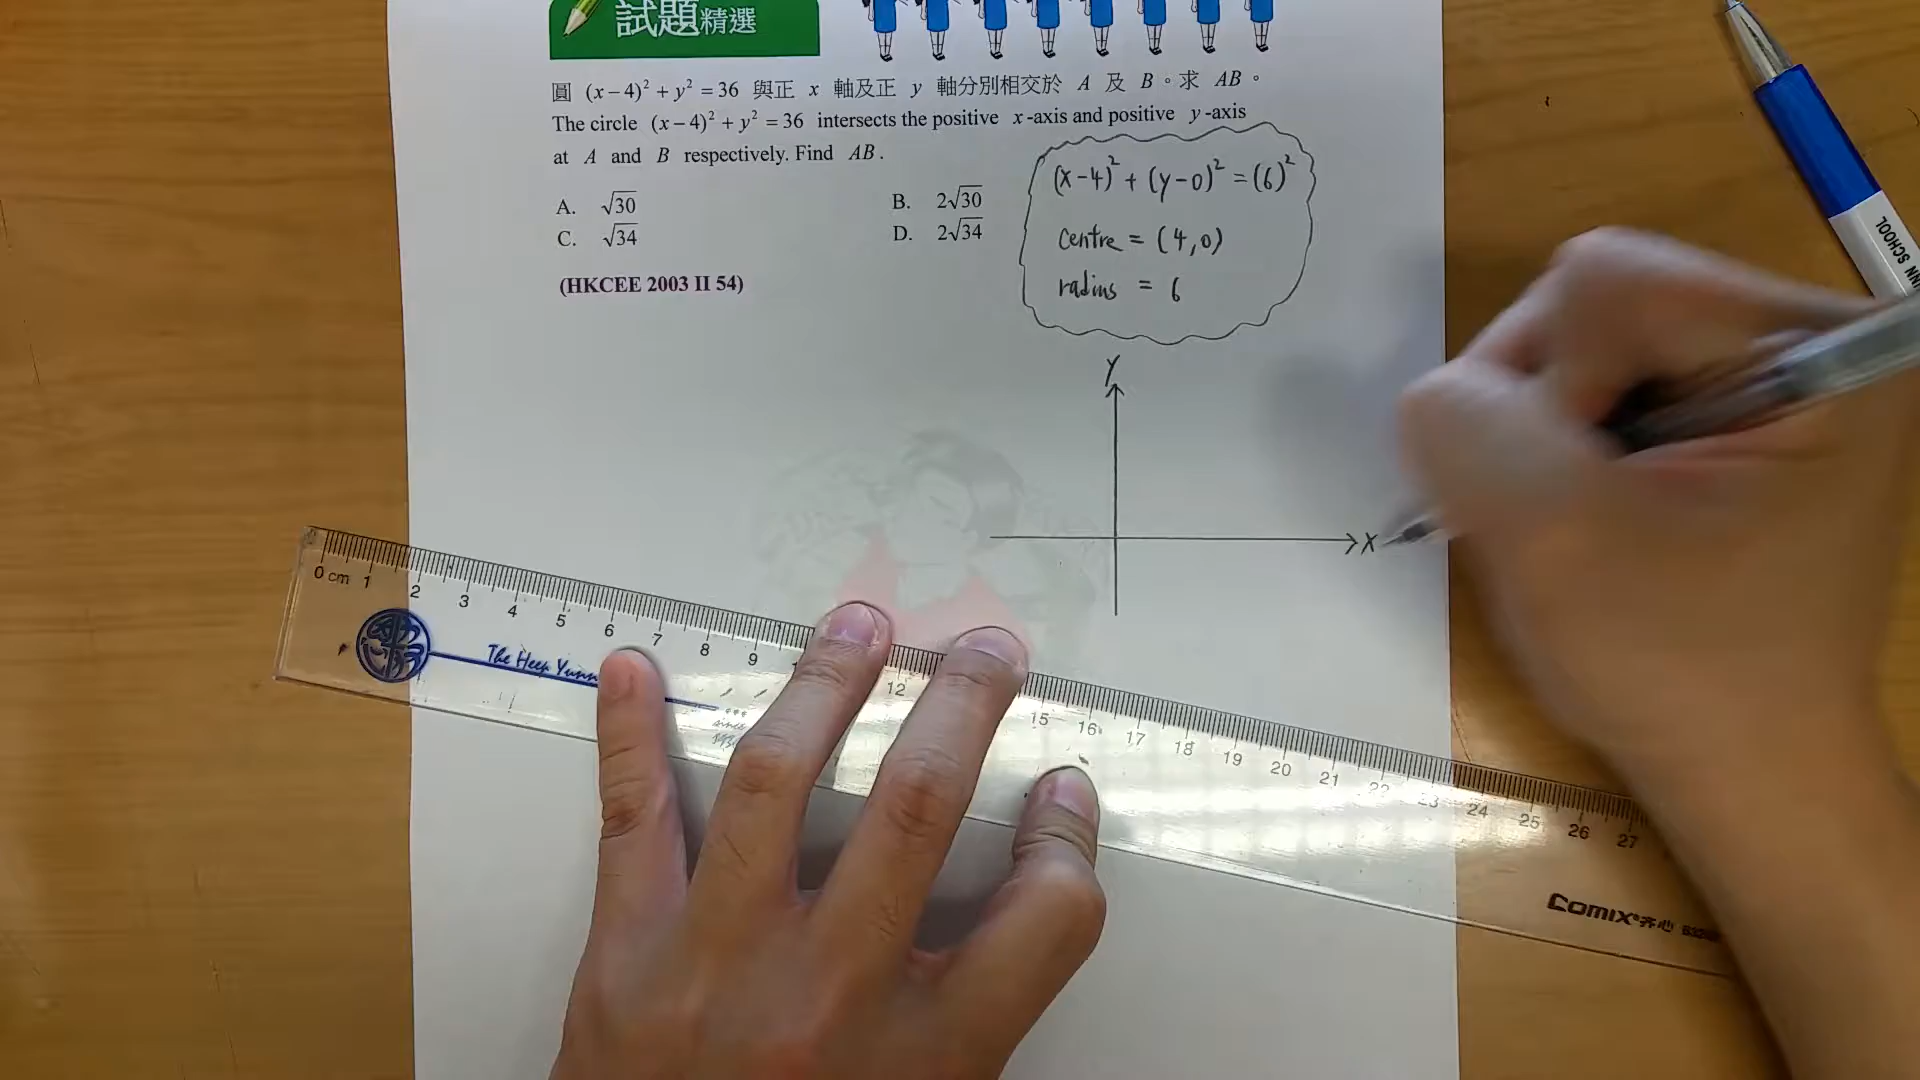 試題精選
圓 (x−4)² + y² = 36 與正 x 軸及正 y 軸分別相交於 A 及 B。求 AB。
The circle (x−4)² + y² = 36 intersects the positive x-axis and positive y-axis
at A and B respectively. Find AB.
A. √30 B. 2√30
C. √34 D. 2√34
(HKCEE 2003 II 54)
(x−4)² + (y−0)² = (6)²
Centre = (4,0)
radius = 6
y
x
0 cm 1 2 3 4 5 6 7 8 9 12 15 16 17 18 19 20 21 22 23 24 25 26 27
The Heep Yunn
since
Comix 齐心
NN SCHOOL